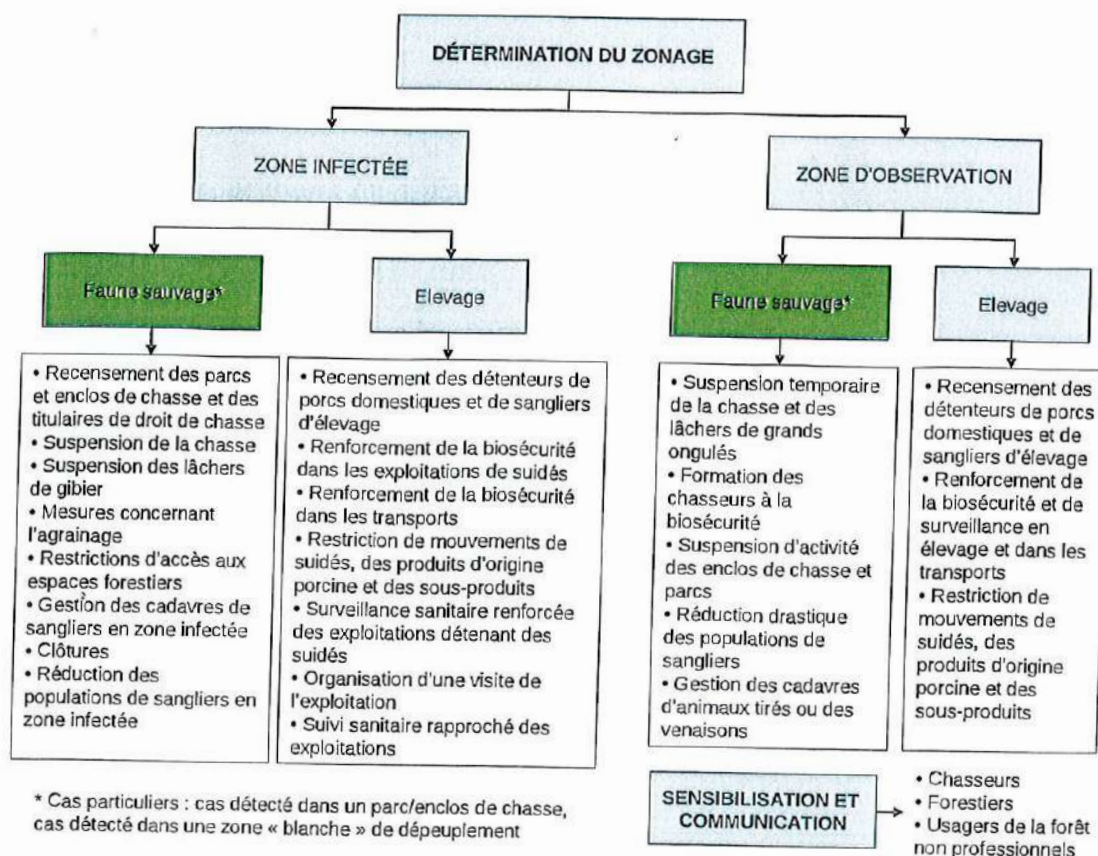 DÉTERMINATION DU ZONAGE
ZONE INFECTÉE
ZONE D'OBSERVATION
Faune sauvage*
Elevage
Faune sauvage*
Elevage
• Recensement des parcs
et enclos de chasse et des
titulaires de droit de chasse
• Suspension de la chasse
• Suspension des lâchers
de gibier
• Mesures concernant
l'agrainage
• Restrictions d'accès aux
espaces forestiers
• Gestion des cadavres de
sangliers en zone infectée
• Clôtures
• Réduction des
populations de sangliers en
zone infectée
• Recensement des détenteurs de
porcs domestiques et de sangliers
d'élevage
• Renforcement de la biosécurité
dans les exploitations de suidés
• Renforcement de la biosécurité
dans les transports
• Restriction de mouvements de
suidés, des produits d'origine
porcine et des sous-produits
• Surveillance sanitaire renforcée
des exploitations détenant des
suidés
• Organisation d'une visite de
l'exploitation
• Suivi sanitaire rapproché des
exploitations
• Suspension temporaire
de la chasse et des
lâchers de grands
ongulés
• Formation des
chasseurs à la
biosécurité
• Suspension d'activité
des enclos de chasse et
parcs
• Réduction drastique
des populations de
sangliers
• Gestion des cadavres
d'animaux tirés ou des
venaisons
• Recensement des
détenteurs de porcs
domestiques et de
sangliers d'élevage
• Renforcement de
la biosécurité et de
surveillance en
élevage et dans les
transports
• Restriction de
mouvements de
suidés, des
produits d'origine
porcine et des
sous-produits
* Cas particuliers : cas détecté dans un parc/enclos de chasse,
cas détecté dans une zone « blanche » de dépeuplement
SENSIBILISATION ET
COMMUNICATION
• Chasseurs
• Forestiers
• Usagers de la forêt
non professionnels